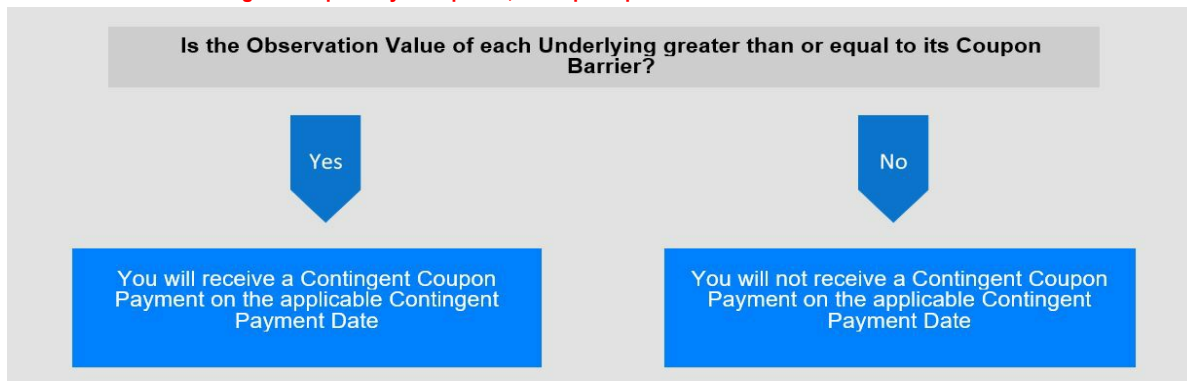 Is the Observation Value of each Underlying greater than or equal to its Coupon
Barrier?
Yes
No
You will receive a Contingent Coupon
Payment on the applicable Contingent
Payment Date
You will not receive a Contingent Coupon
Payment on the applicable Contingent
Payment Date